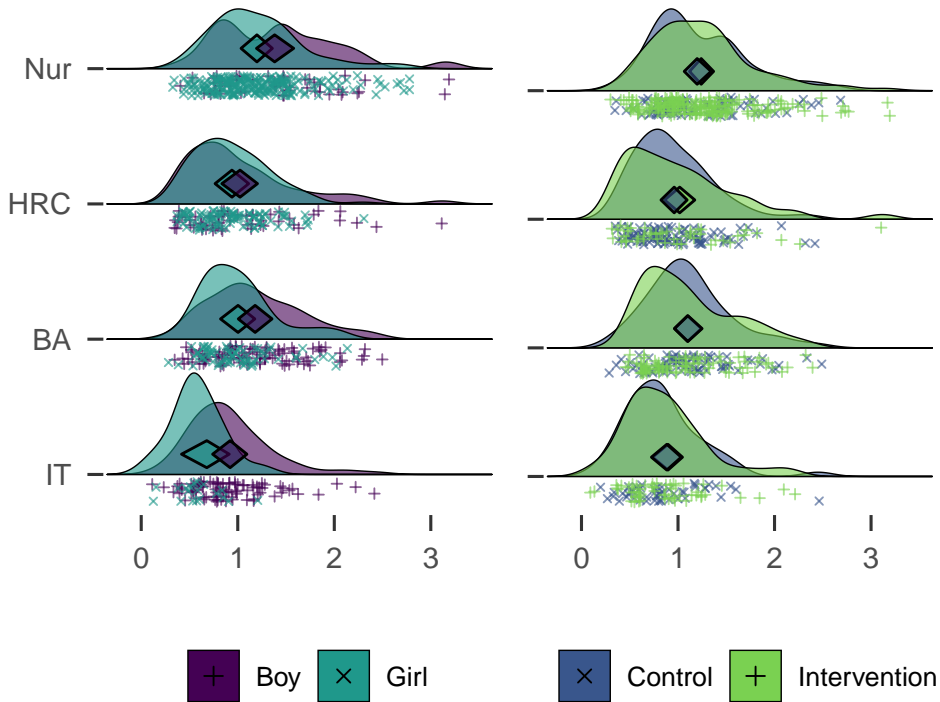 Nur
HRC
BA
IT
0 1 2 3 0 1 2 3
Boy Girl Control Intervention